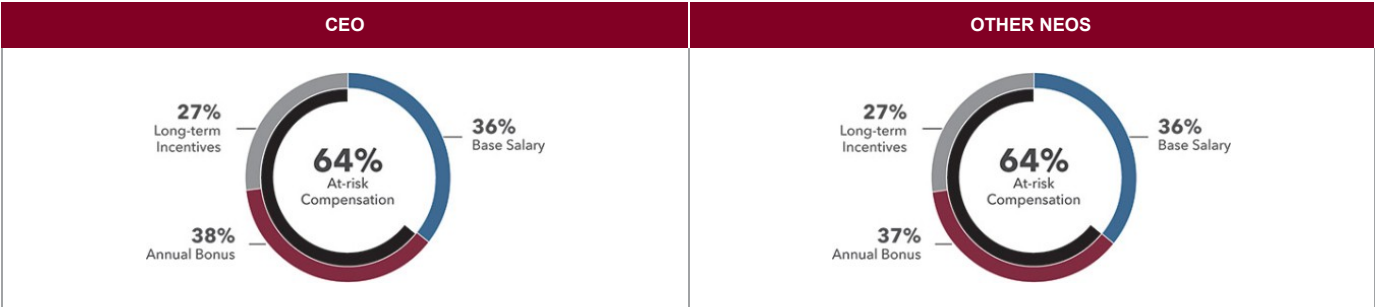 CEO
27%
Long-term
Incentives
36%
Base Salary
64%
At-risk
Compensation
38%
Annual Bonus
OTHER NEOS
27%
Long-term
Incentives
36%
Base Salary
64%
At-risk
Compensation
37%
Annual Bonus